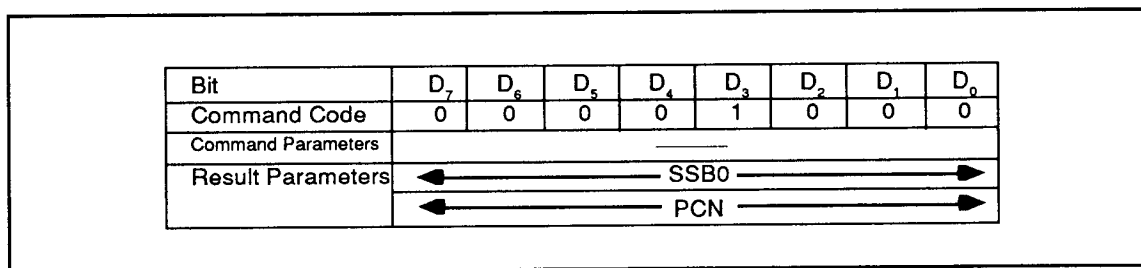 Bit D₇ D₆ D₅ D₄ D₃ D₂ D₁ D₀
Command Code 0 0 0 0 1 0 0 0
Command Parameters ——
Result Parameters SSB0
PCN